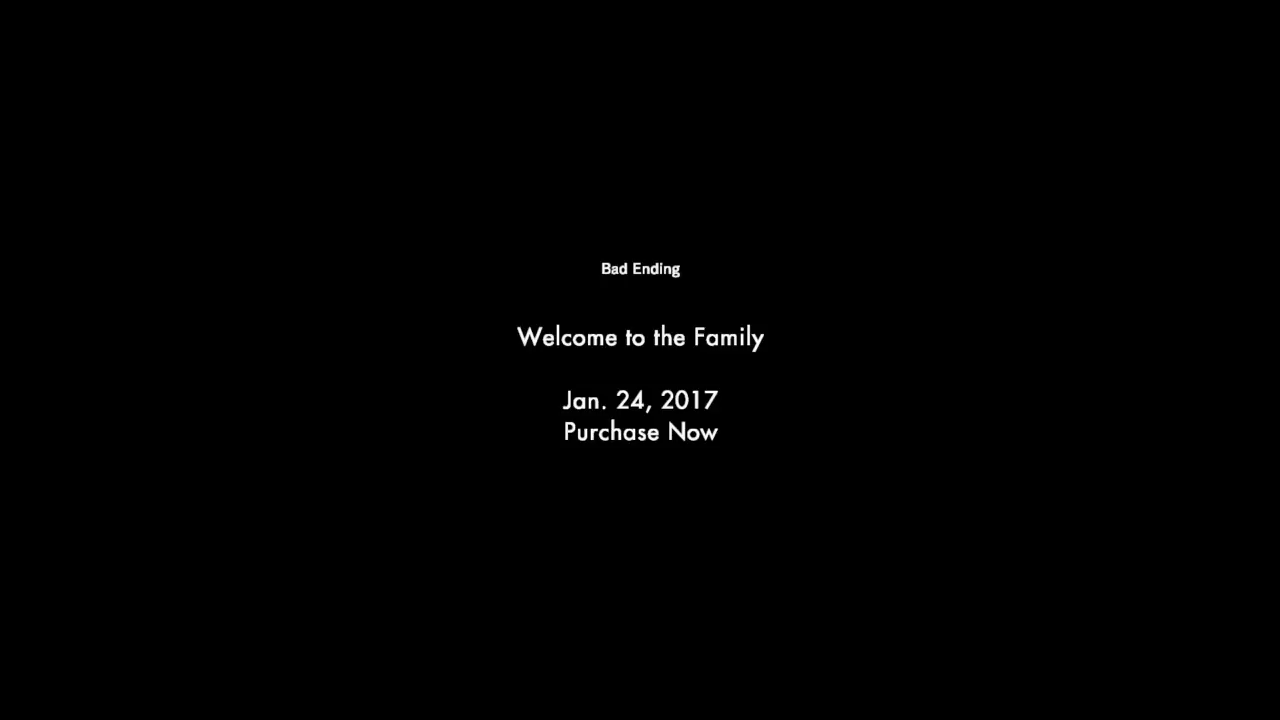 Bad Ending
Welcome to the Family
Jan. 24, 2017
Purchase Now